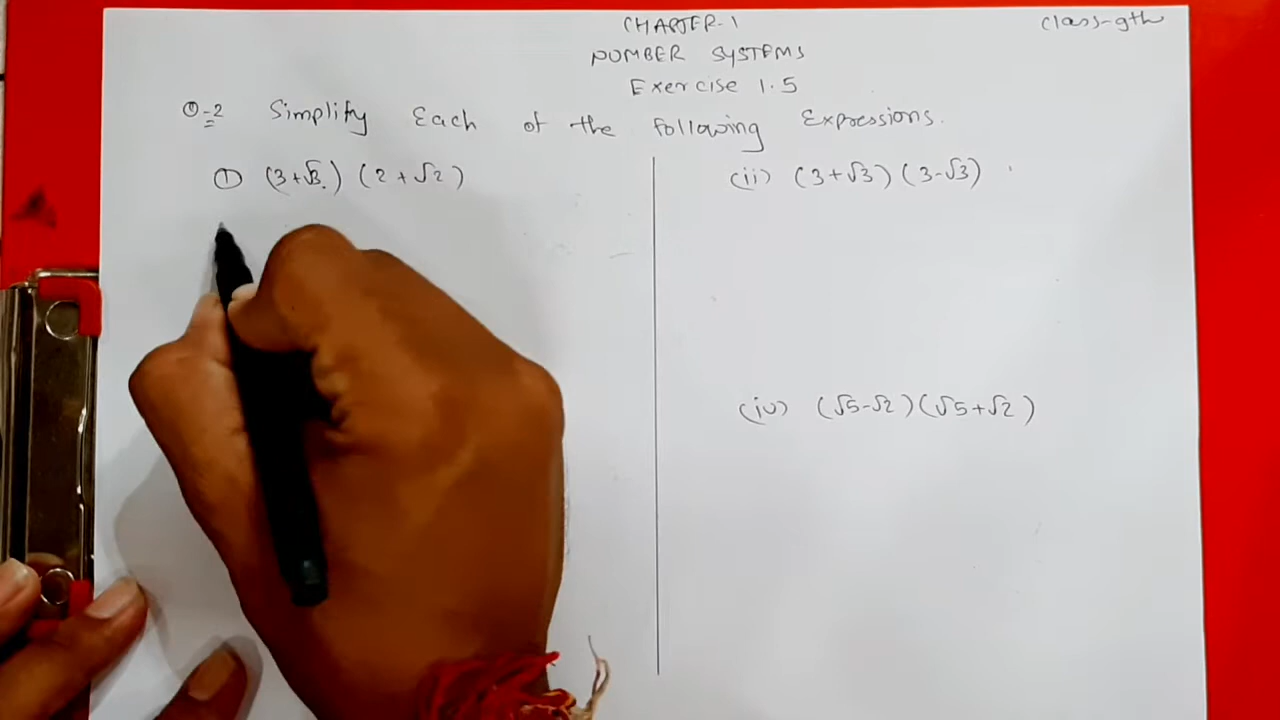 CHAPTER-1
Class-9th
NUMBER SYSTEMS
Exercise 1.5
Q-2 Simplify Each of the following Expressions.
① (3+√3.) (2+√2)
(ii) (3+√3)(3-√3)
(iv) (√5-√2)(√5+√2)